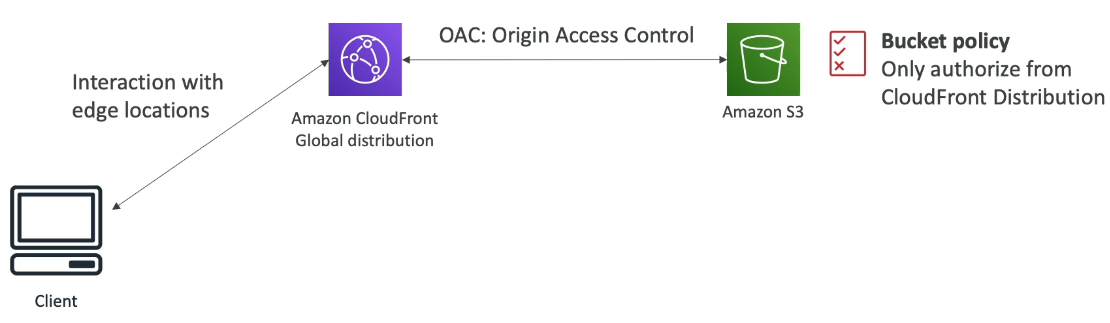 OAC: Origin Access Control
Bucket policy
Only authorize from
CloudFront Distribution
Interaction with
edge locations
Amazon CloudFront
Global distribution
Amazon S3
Client